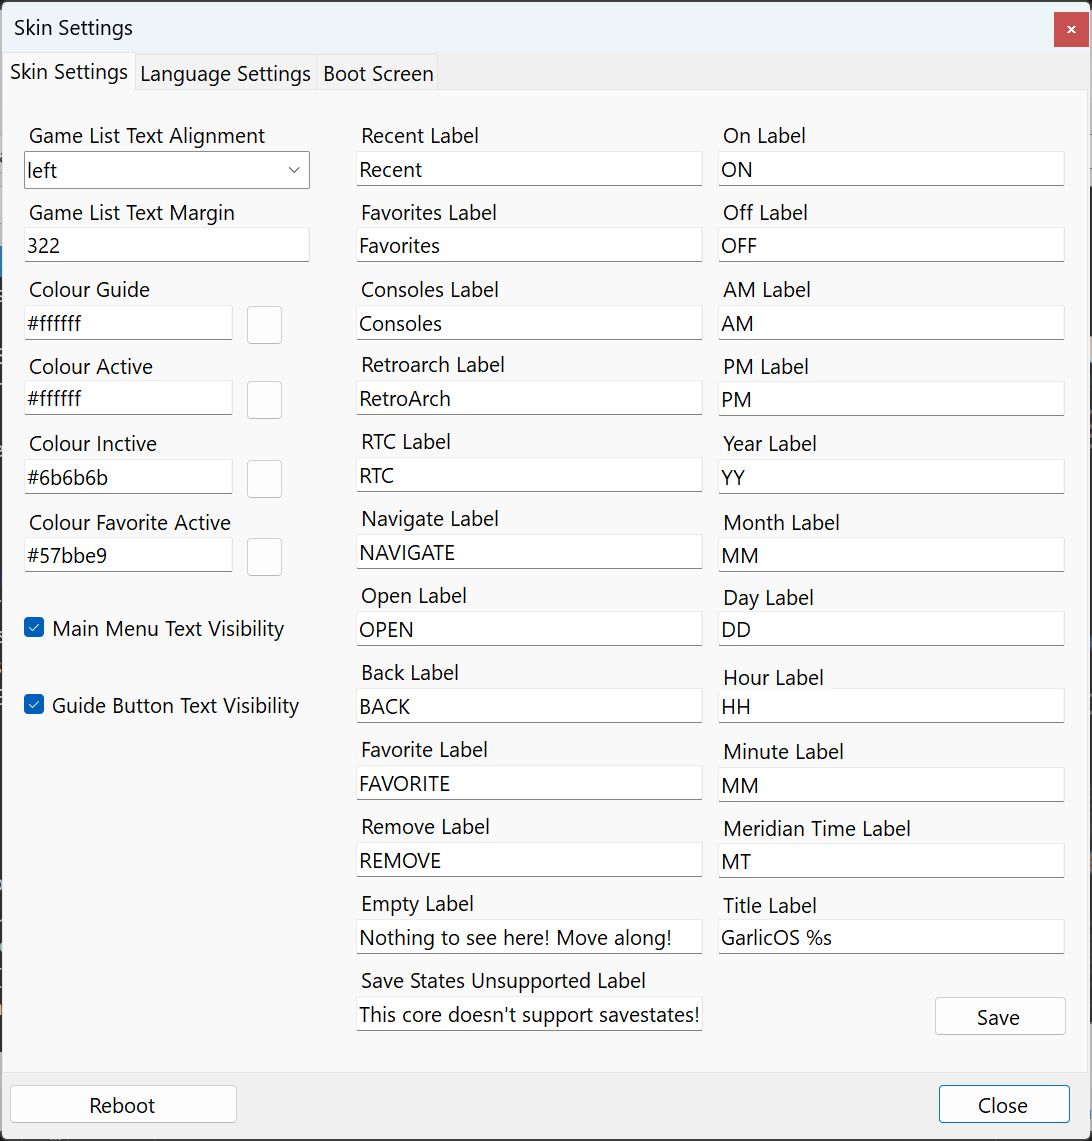 Skin Settings
Skin Settings
Language Settings
Boot Screen
Game List Text Alignment
left
Game List Text Margin
322
Colour Guide
#ffffff
Colour Active
#ffffff
Colour Inctive
#6b6b6b
Colour Favorite Active
#57bbe9
Main Menu Text Visibility
Guide Button Text Visibility
Recent Label
Recent
Favorites Label
Favorites
Consoles Label
Consoles
Retroarch Label
RetroArch
RTC Label
RTC
Navigate Label
NAVIGATE
Open Label
OPEN
Back Label
BACK
Favorite Label
FAVORITE
Remove Label
REMOVE
Empty Label
Nothing to see here! Move along!
Save States Unsupported Label
This core doesn't support savestates!
On Label
ON
Off Label
OFF
AM Label
AM
PM Label
PM
Year Label
YY
Month Label
MM
Day Label
DD
Hour Label
HH
Minute Label
MM
Meridian Time Label
MT
Title Label
GarlicOS %s
Save
Reboot
Close